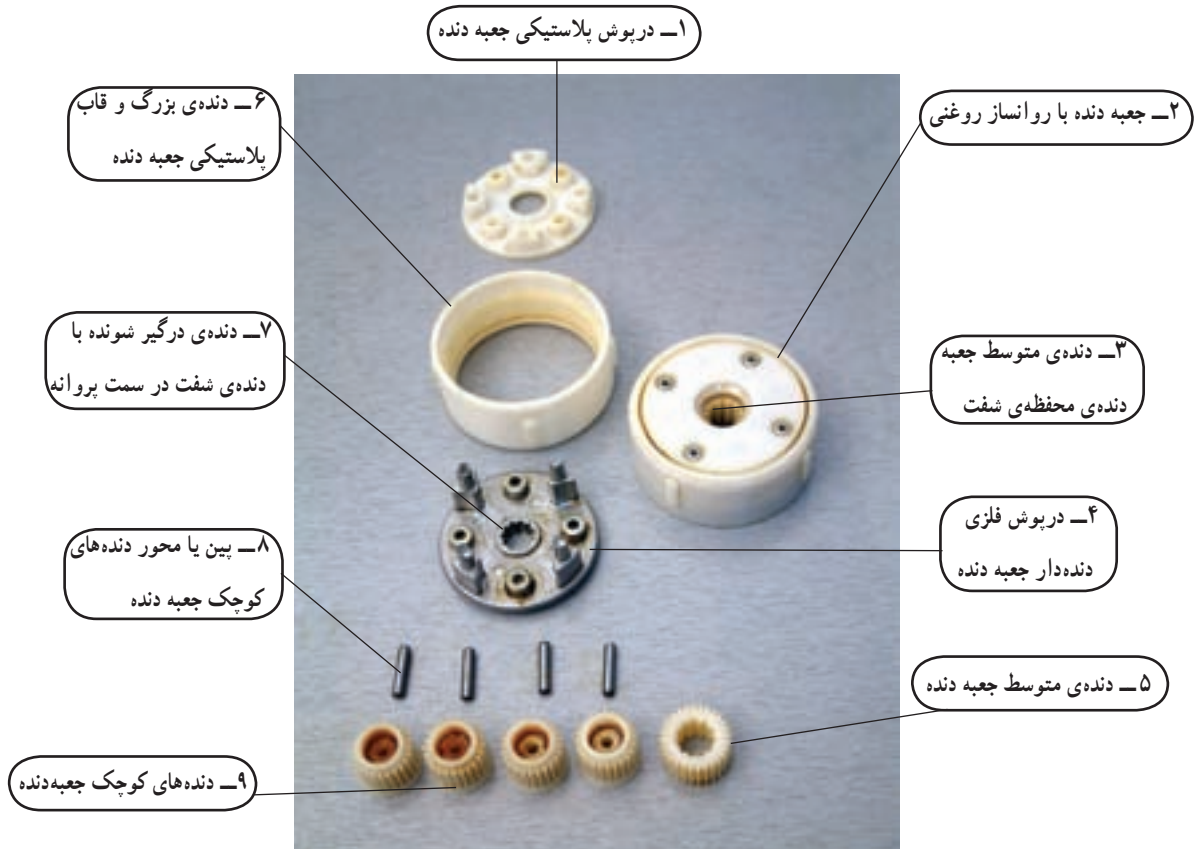 ۱ــ درپوش پلاستیکی جعبه دنده
۲ــ جعبه دنده با روانساز روغنی
۳ــ دنده‌ی متوسط جعبه
دنده‌ی محفظه‌ی شفت
۴ــ درپوش فلزی
دنده‌دار جعبه دنده
۵ــ دنده‌ی متوسط جعبه دنده
۶ــ دنده‌ی بزرگ و قاب
پلاستیکی جعبه دنده
۷ــ دنده‌ی درگیر شونده با
دنده‌ی شفت در سمت پروانه
۸ــ پین یا محور دنده‌های
کوچک جعبه دنده
۹ــ دنده‌های کوچک جعبه‌دنده